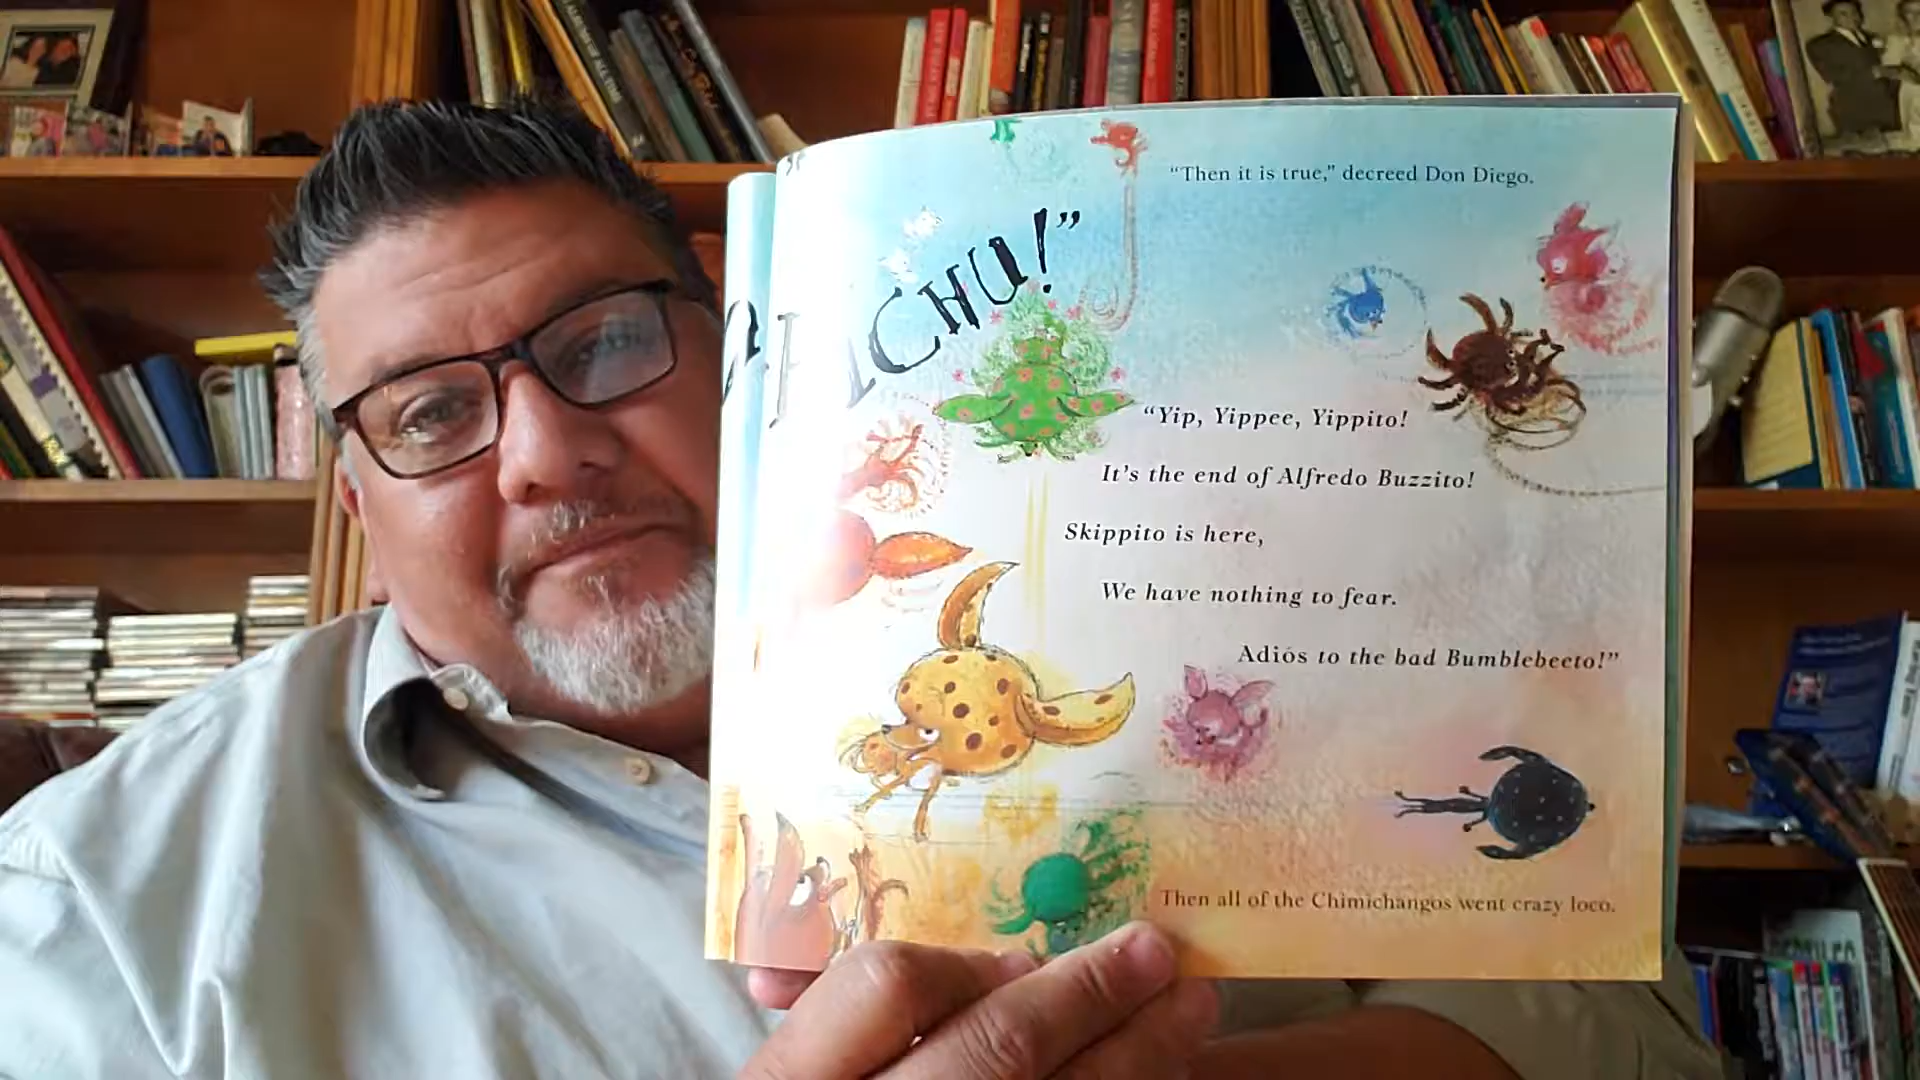 PICHU!”
“Then it is true,” decreed Don Diego.
“Yip, Yippee, Yippito!
It’s the end of Alfredo Buzzito!
Skippito is here,
We have nothing to fear.
Adiós to the bad Bumblebeeto!”
Then all of the Chimichangos went crazy loco.